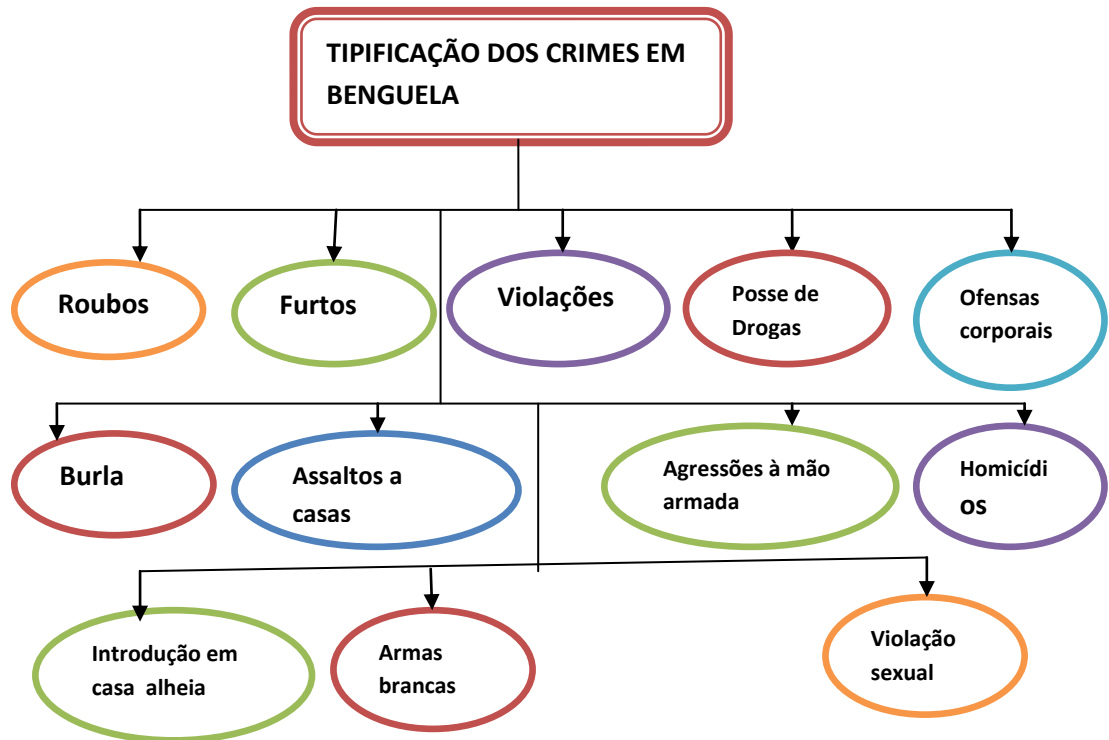 TIPIFICAÇÃO DOS CRIMES EM
BENGUELA
Roubos
Furtos
Violações
Posse de
Drogas
Ofensas
corporais
Burla
Assaltos a
casas
Agressões à mão
armada
Homicídi
os
Introdução em
casa alheia
Armas
brancas
Violação
sexual